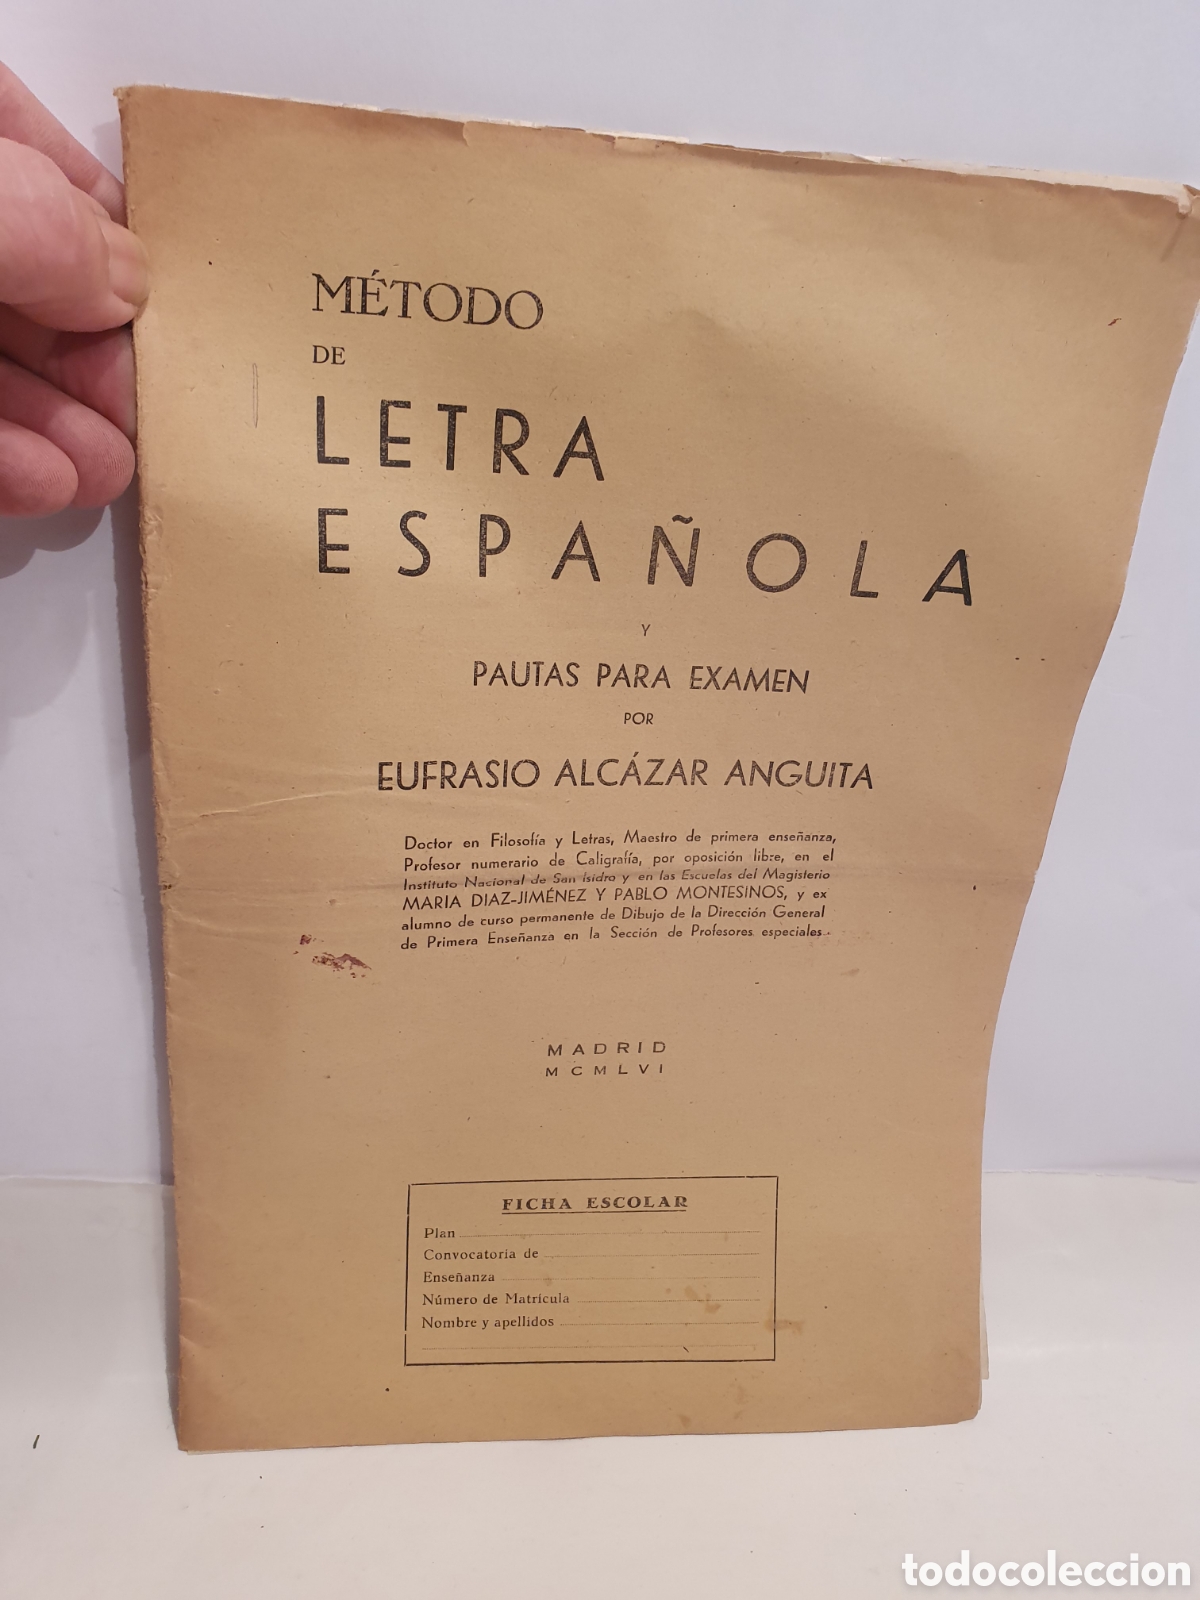 MÉTODO
DE
LETRA
ESPAÑOLA
Y
PAUTAS PARA EXAMEN
POR
EUFRASIO ALCÁZAR ANGUITA
Doctor en Filosofía y Letras, Maestro de primera enseñanza,
Profesor numerario de Caligrafía, por oposición libre, en el
Instituto Nacional de San Isidro y en las Escuelas del Magisterio
MARIA DIAZ-JIMÉNEZ Y PABLO MONTESINOS, y ex
alumno de curso permanente de Dibujo de la Dirección General
de Primera Enseñanza en la Sección de Profesores especiales.
MADRID
MCMLVI
FICHA ESCOLAR
Plan
Convocatoria de
Enseñanza
Número de Matrícula
Nombre y apellidos
todocoleccion